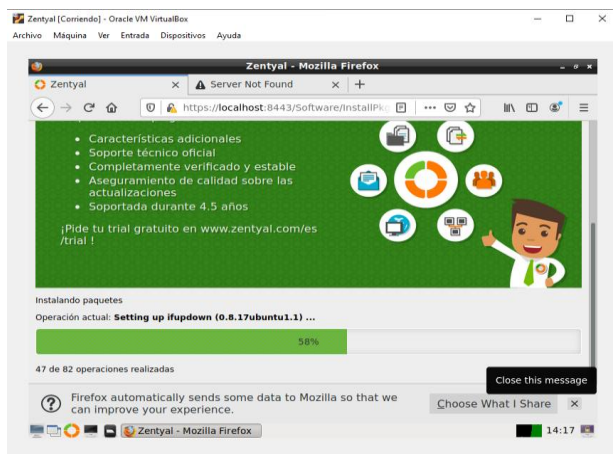 Zentyal [Corriendo] - Oracle VM VirtualBox
Archivo Máquina Ver Entrada Dispositivos Ayuda
Zentyal - Mozilla Firefox
Zentyal
Server Not Found
https://localhost:8443/Software/InstallPk
• Características adicionales
• Soporte técnico oficial
• Completamente verificado y estable
• Aseguramiento de calidad sobre las
actualizaciones
• Soportada durante 4.5 años
¡Pide tu trial gratuito en www.zentyal.com/es
/trial !
Instalando paquetes
Operación actual: Setting up ifupdown (0.8.17ubuntu1.1) ...
58%
47 de 82 operaciones realizadas
Close this message
Firefox automatically sends some data to Mozilla so that we
can improve your experience.
Choose What I Share
Zentyal - Mozilla Firefox
14:17